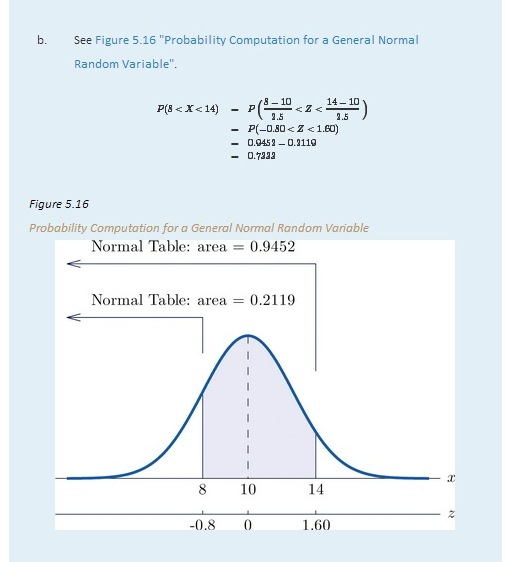 b. See Figure 5.16 "Probability Computation for a General Normal
Random Variable".
P(8 < X < 14) = P(8 − 10 / 2.5 < Z < 14 − 10 / 2.5)
= P(−0.80 < Z < 1.60)
= 0.9452 − 0.2119
= 0.7333
Figure 5.16
Probability Computation for a General Normal Random Variable
Normal Table: area = 0.9452
Normal Table: area = 0.2119
x
8 10 14
z
-0.8 0 1.60